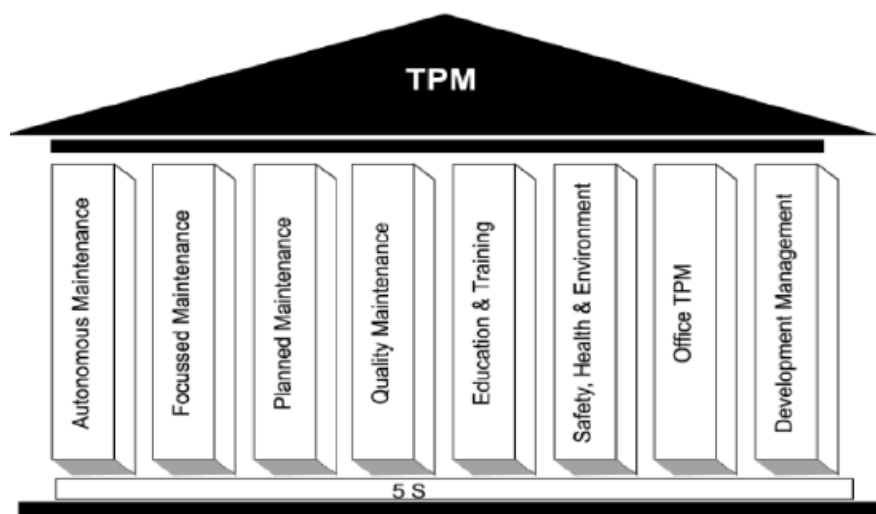 TPM
Autonomous Maintenance
Focussed Maintenance
Planned Maintenance
Quality Maintenance
Education & Training
Safety, Health & Environment
Office TPM
Development Management
5 S